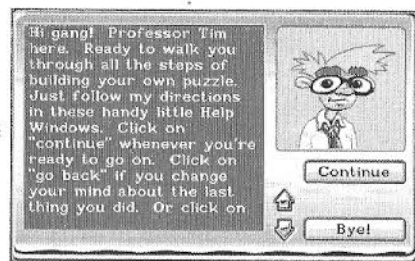 Hi gang! Professor Tim
here. Ready to walk you
through all the steps of
building your own puzzle.
Just follow my directions
in these handy little Help
Windows. Click on
"continue" whenever you're
ready to go on. Click on
"go back" if you change
your mind about the last
thing you did. Or click on
Continue
Bye!